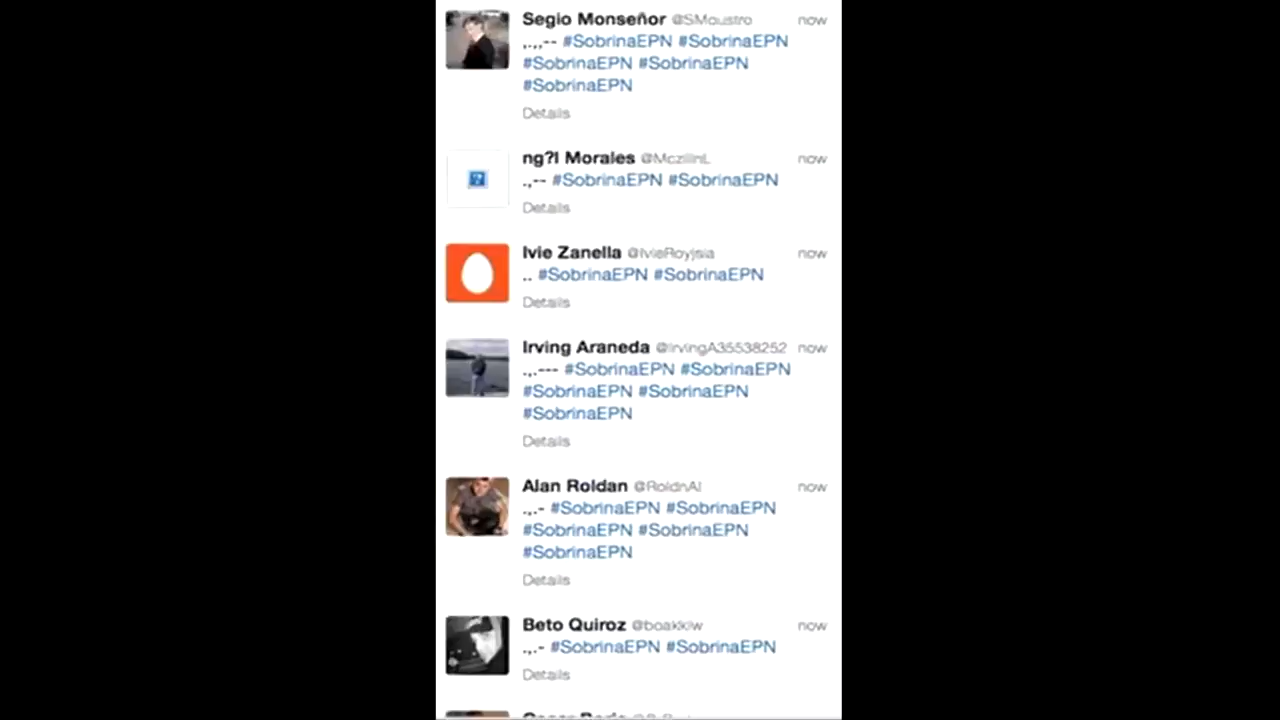 Segio Monseñor @SMoustro now
,.,,-- #SobrinaEPN #SobrinaEPN
#SobrinaEPN #SobrinaEPN
#SobrinaEPN
Details
ng?l Morales now
.,-- #SobrinaEPN #SobrinaEPN
Details
Ivie Zanella @IvieRoyjsia now
.. #SobrinaEPN #SobrinaEPN
Details
Irving Araneda @IrvingA35538252 now
.,.--- #SobrinaEPN #SobrinaEPN
#SobrinaEPN #SobrinaEPN
#SobrinaEPN
Details
Alan Roldan @RoldnAl now
.,.- #SobrinaEPN #SobrinaEPN
#SobrinaEPN #SobrinaEPN
#SobrinaEPN
Details
Beto Quiroz @boakkiw now
.,.- #SobrinaEPN #SobrinaEPN
Details